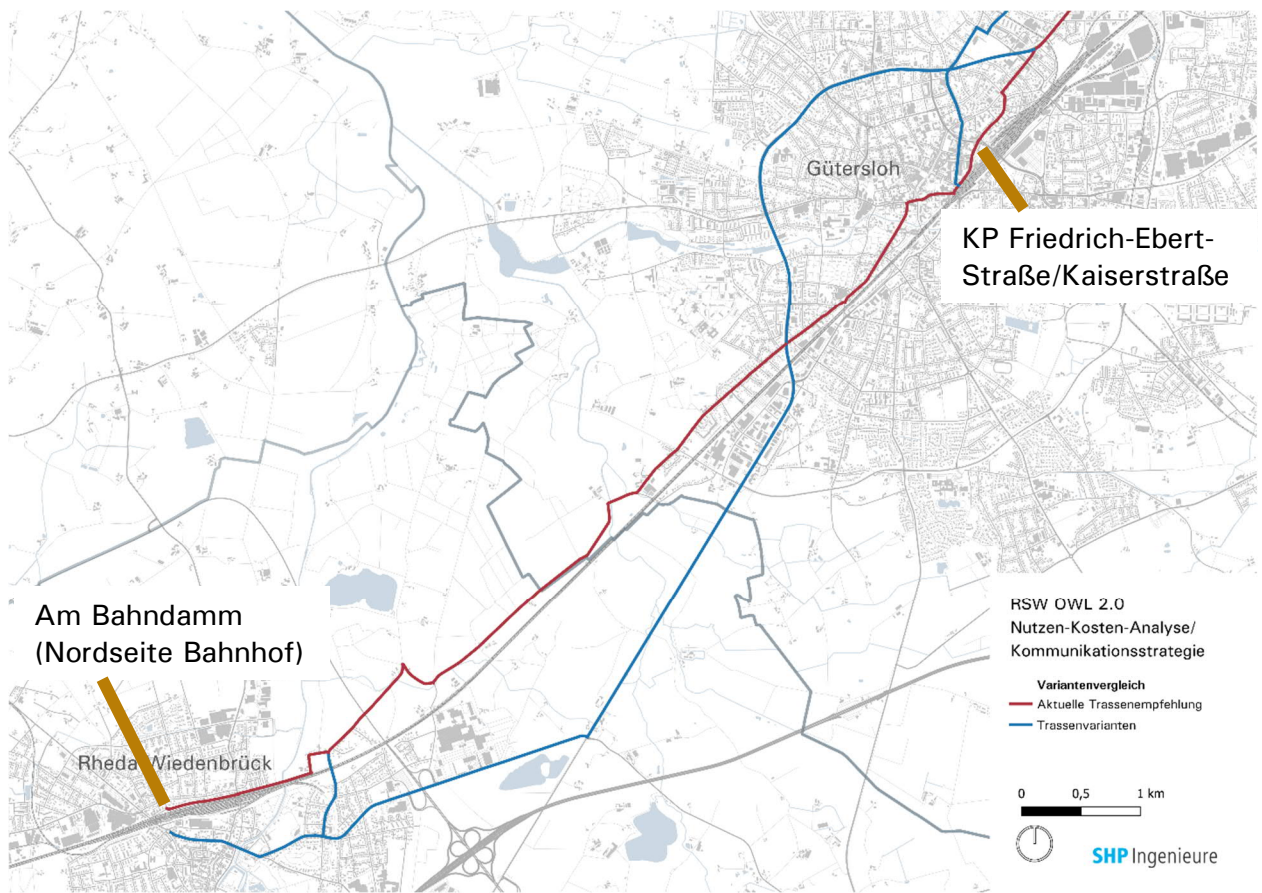 Gütersloh
KP Friedrich-Ebert-
Straße/Kaiserstraße
Am Bahndamm
(Nordseite Bahnhof)
Rheda-Wiedenbrück
RSW OWL 2.0
Nutzen-Kosten-Analyse/
Kommunikationsstrategie
Variantenvergleich
Aktuelle Trassenempfehlung
Trassenvarianten
0 0,5 1 km
SHP Ingenieure